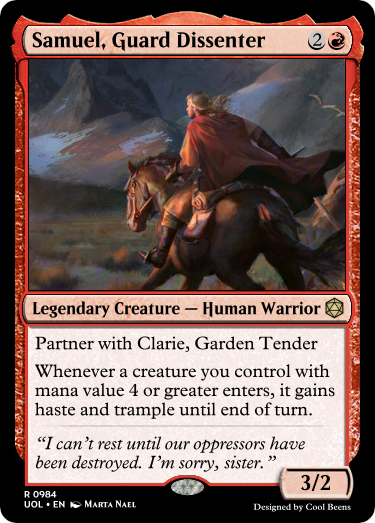 Samuel, Guard Dissenter 2
Legendary Creature — Human Warrior
Partner with Clarie, Garden Tender
Whenever a creature you control with
mana value 4 or greater enters, it gains
haste and trample until end of turn.
“I can't rest until our oppressors have
been destroyed. I'm sorry, sister.”
3/2
R 0984
UOL • EN Marta Nael
Designed by Cool Beens